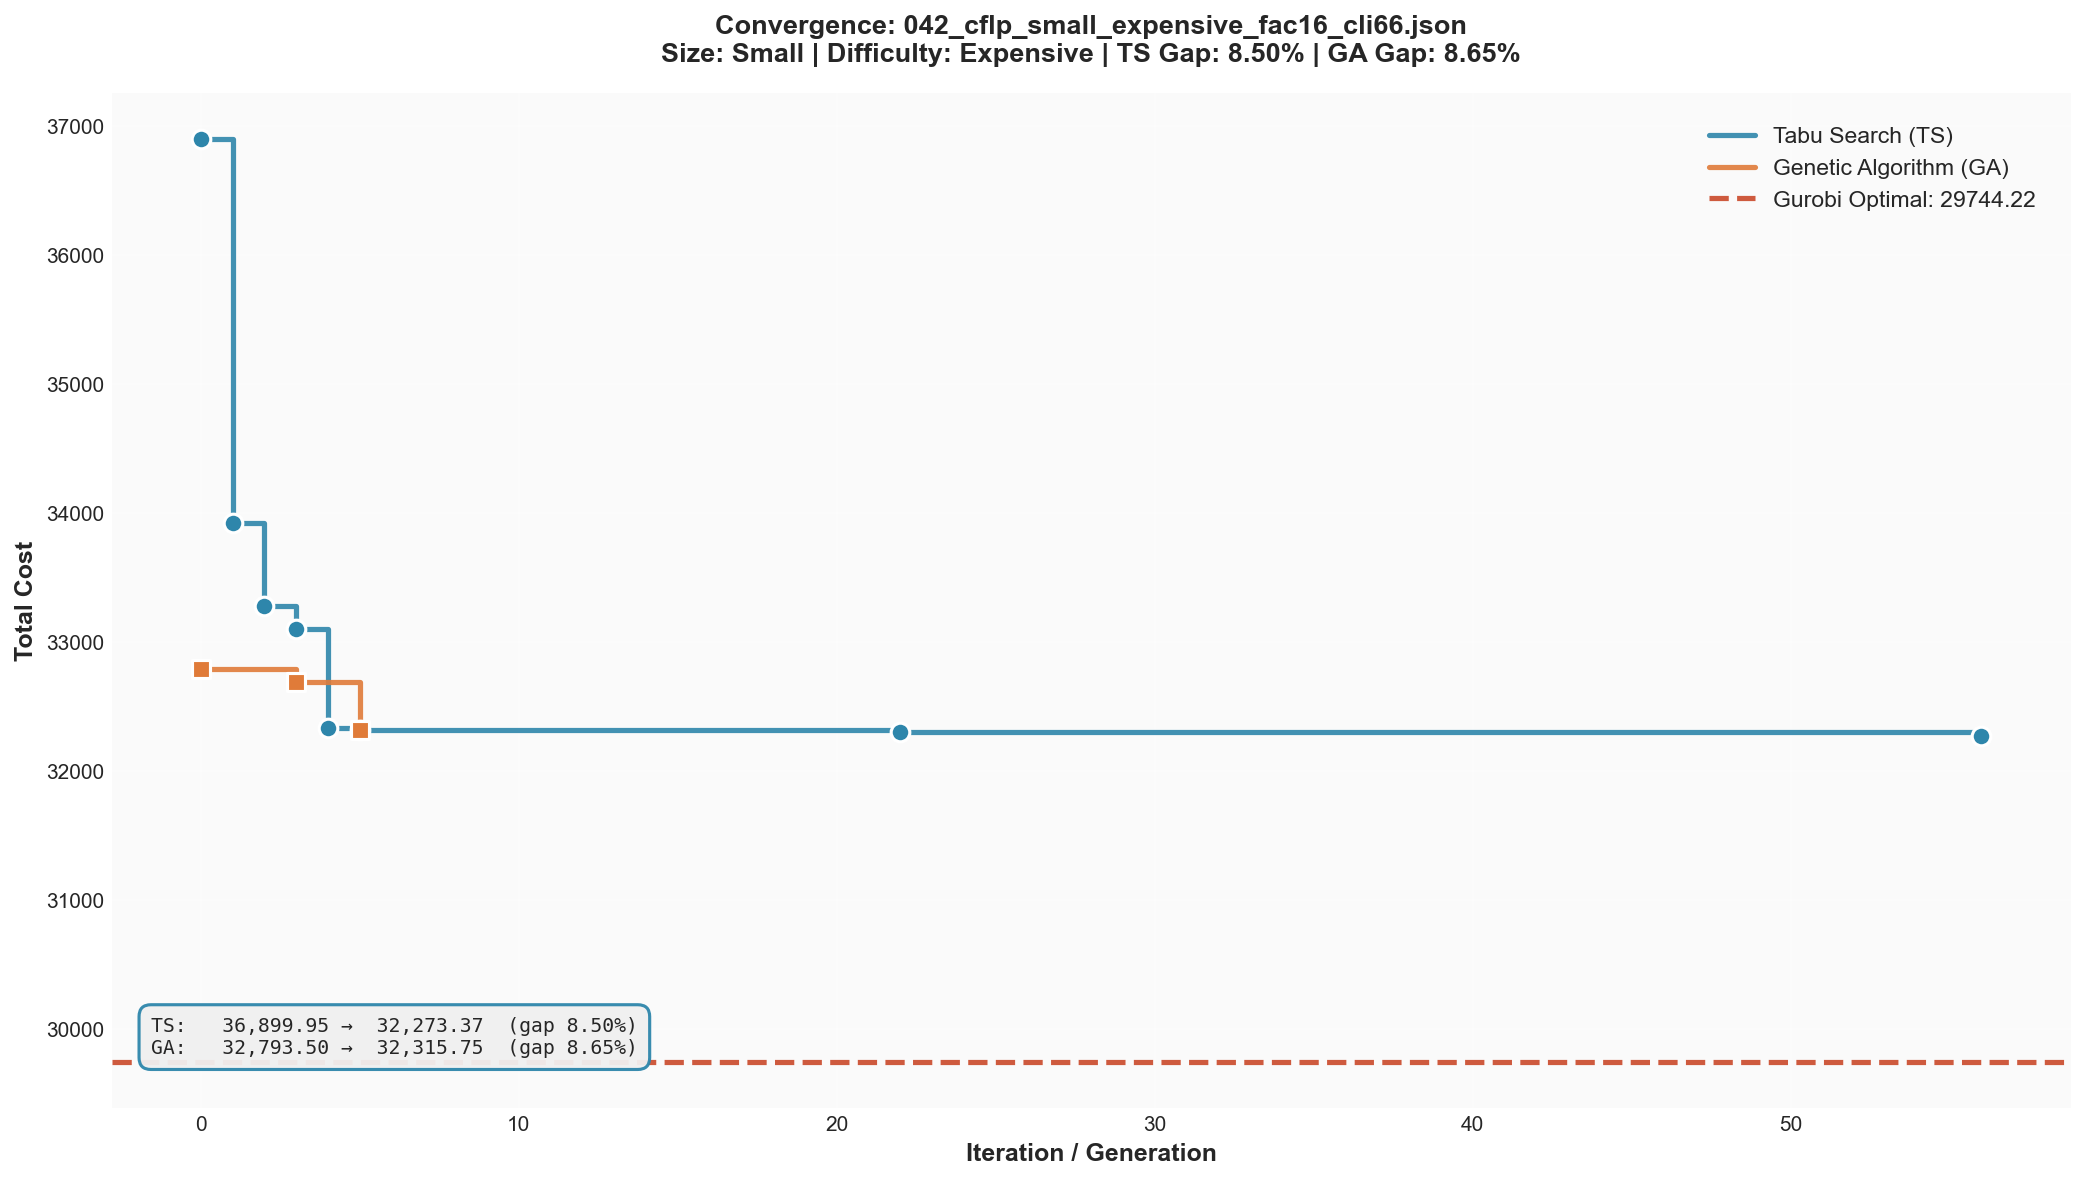 Convergence: 042_cflp_small_expensive_fac16_cli66.json
Size: Small | Difficulty: Expensive | TS Gap: 8.50% | GA Gap: 8.65%
Total Cost
37000
36000
35000
34000
33000
32000
31000
30000
Tabu Search (TS)
Genetic Algorithm (GA)
Gurobi Optimal: 29744.22
TS:   36,899.95 →  32,273.37  (gap 8.50%)
GA:   32,793.50 →  32,315.75  (gap 8.65%)
0 10 20 30 40 50
Iteration / Generation